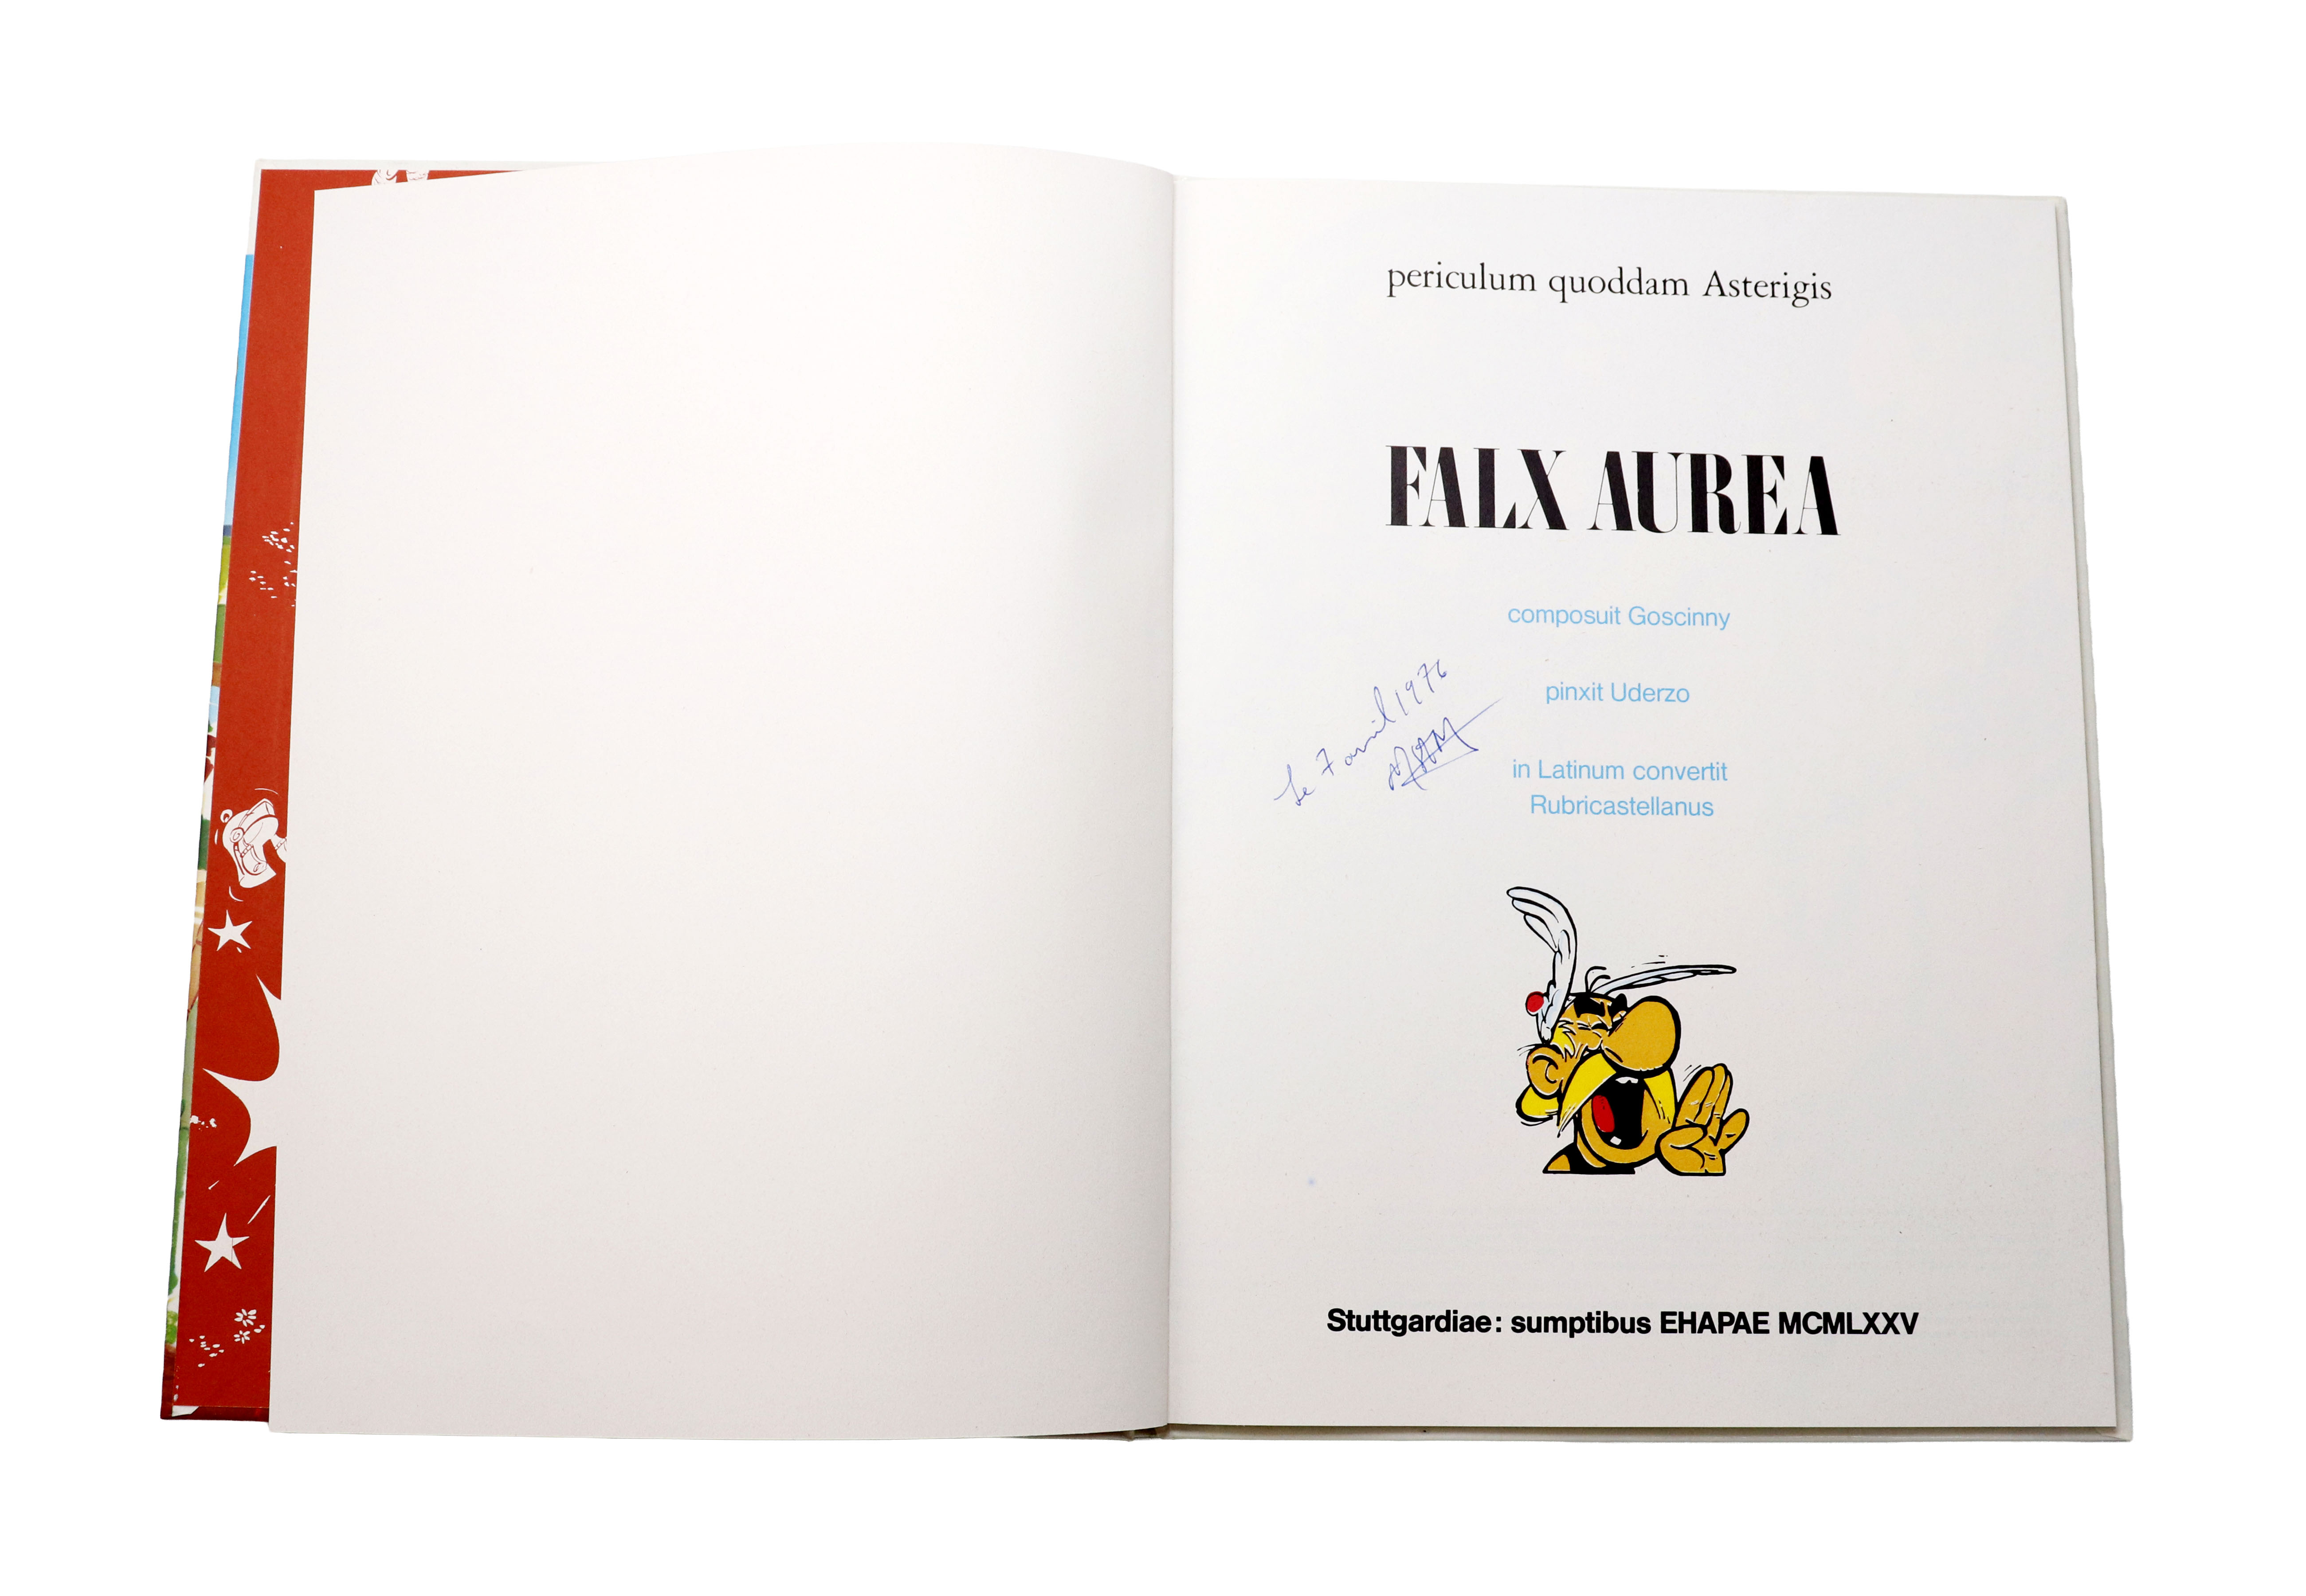 periculum quoddam Asterigis
FALX AUREA
composuit Goscinny
pinxit Uderzo
Le 7 avril 1976
in Latinum convertit
Rubricastellanus
Stuttgardiae: sumptibus EHAPAE MCMLXXV